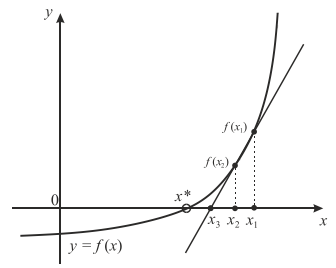 y
f(x₁)
f(x₂)
x*
0
x₃ x₂ x₁ x
y = f(x)